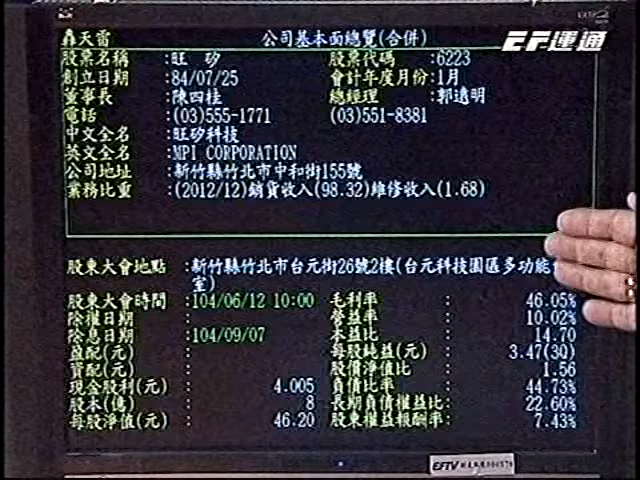 EF運通
轟天雷 公司基本面總覽(合併)
股票名稱 :旺 矽 股票代碼 :6223
創立日期 :84/07/25 會計年度月份:1月
董事長 :陳四桂 總經理 :郭遠明
電話 :(03)555-1771 (03)551-8381
中文全名 :旺矽科技
英文全名 :MPI CORPORATION
公司地址 :新竹縣竹北市中和街155號
業務比重 :(2012/12)銷貨收入(98.32)維修收入(1.68)
股東大會地點 :新竹縣竹北市台元街26號2樓(台元科技園區多功能
室)
股東大會時間 :104/06/12 10:00 毛利率 : 46.05%
除權日期 : 營益率 : 10.02%
除息日期 :104/09/07 本益比 : 14.70
盈配(元) : 每股純益(元) : 3.47(3Q)
資配(元) : 股價淨值比 : 1.56
現金股利(元) : 4.005 負債比率 : 44.73%
股本(億) : 8 長期負債權益比: 22.60%
每股淨值(元) : 46.20 股東權益報酬率: 7.43%
EFTV